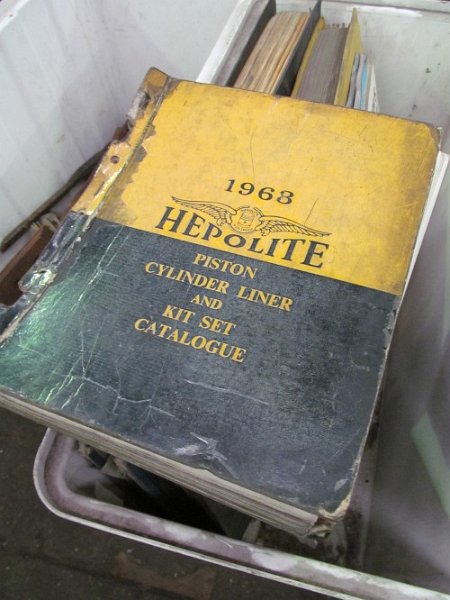 1963
HEPOLITE
PISTON
CYLINDER LINER
AND
KIT SET
CATALOGUE